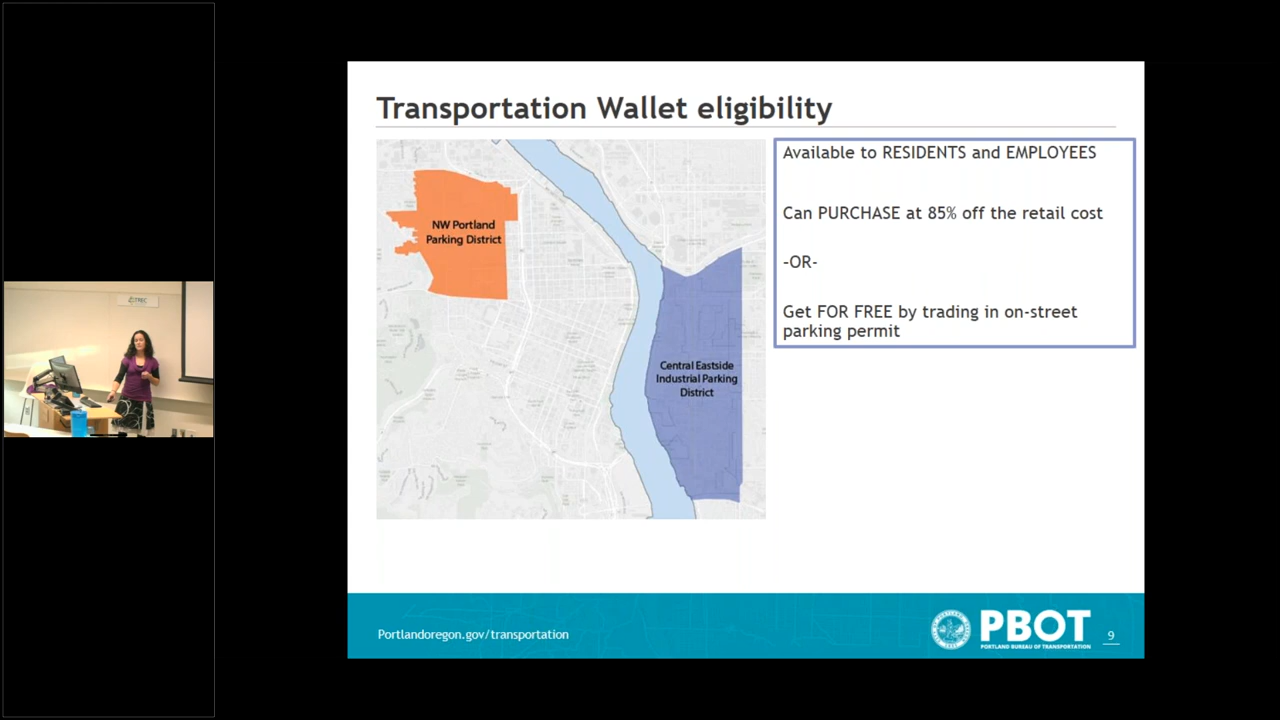 Transportation Wallet eligibility
NW Portland
Parking District
Central Eastside
Industrial Parking
District
Available to RESIDENTS and EMPLOYEES
Can PURCHASE at 85% off the retail cost
-OR-
Get FOR FREE by trading in on-street
parking permit
TREC
Portlandoregon.gov/transportation
PBOT
PORTLAND BUREAU OF TRANSPORTATION
9